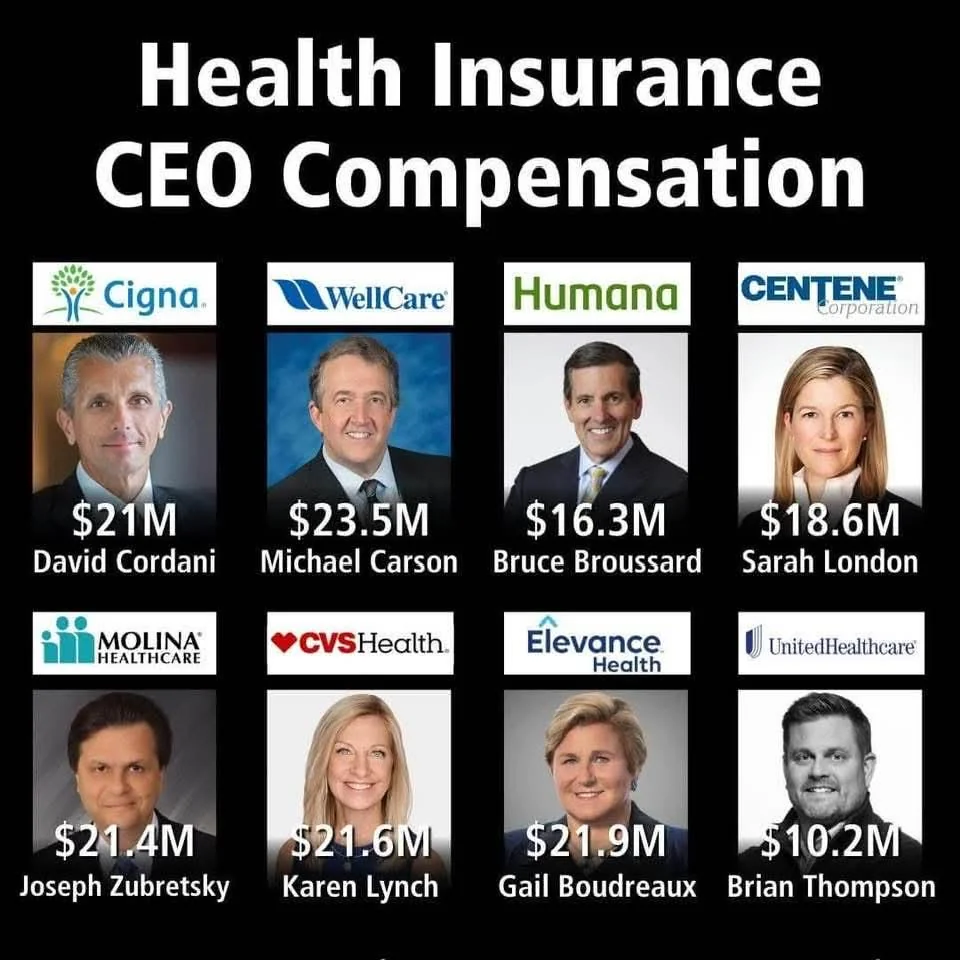 Health Insurance
CEO Compensation
Cigna
WellCare
Humana
CENTENE
Corporation
$21M
$23.5M
$16.3M
$18.6M
David Cordani
Michael Carson
Bruce Broussard
Sarah London
MOLINA
HEALTHCARE
CVSHealth.
Elevance
Health
UnitedHealthcare
$21.4M
$21.6M
$21.9M
$10.2M
Joseph Zubretsky
Karen Lynch
Gail Boudreaux
Brian Thompson